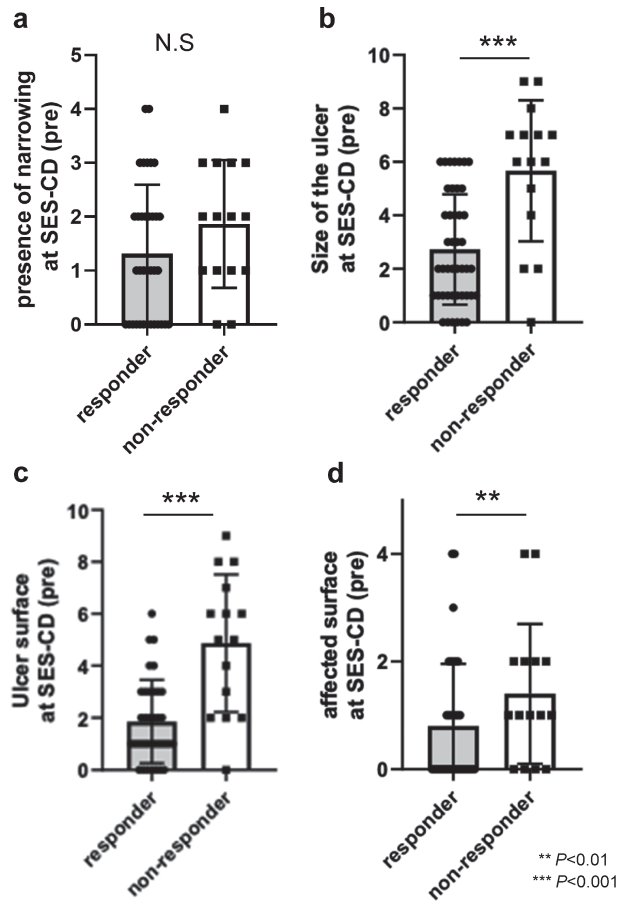 a
N.S
presence of narrowing
at SES-CD (pre)
5
4
3
2
1
0
responder
non-responder
b
***
Size of the ulcer
at SES-CD (pre)
10
8
6
4
2
0
responder
non-responder
c
***
Ulcer surface
at SES-CD (pre)
10
8
6
4
2
0
responder
non-responder
d
**
affected surface
at SES-CD (pre)
4
2
0
responder
non-responder
** P<0.01
*** P<0.001